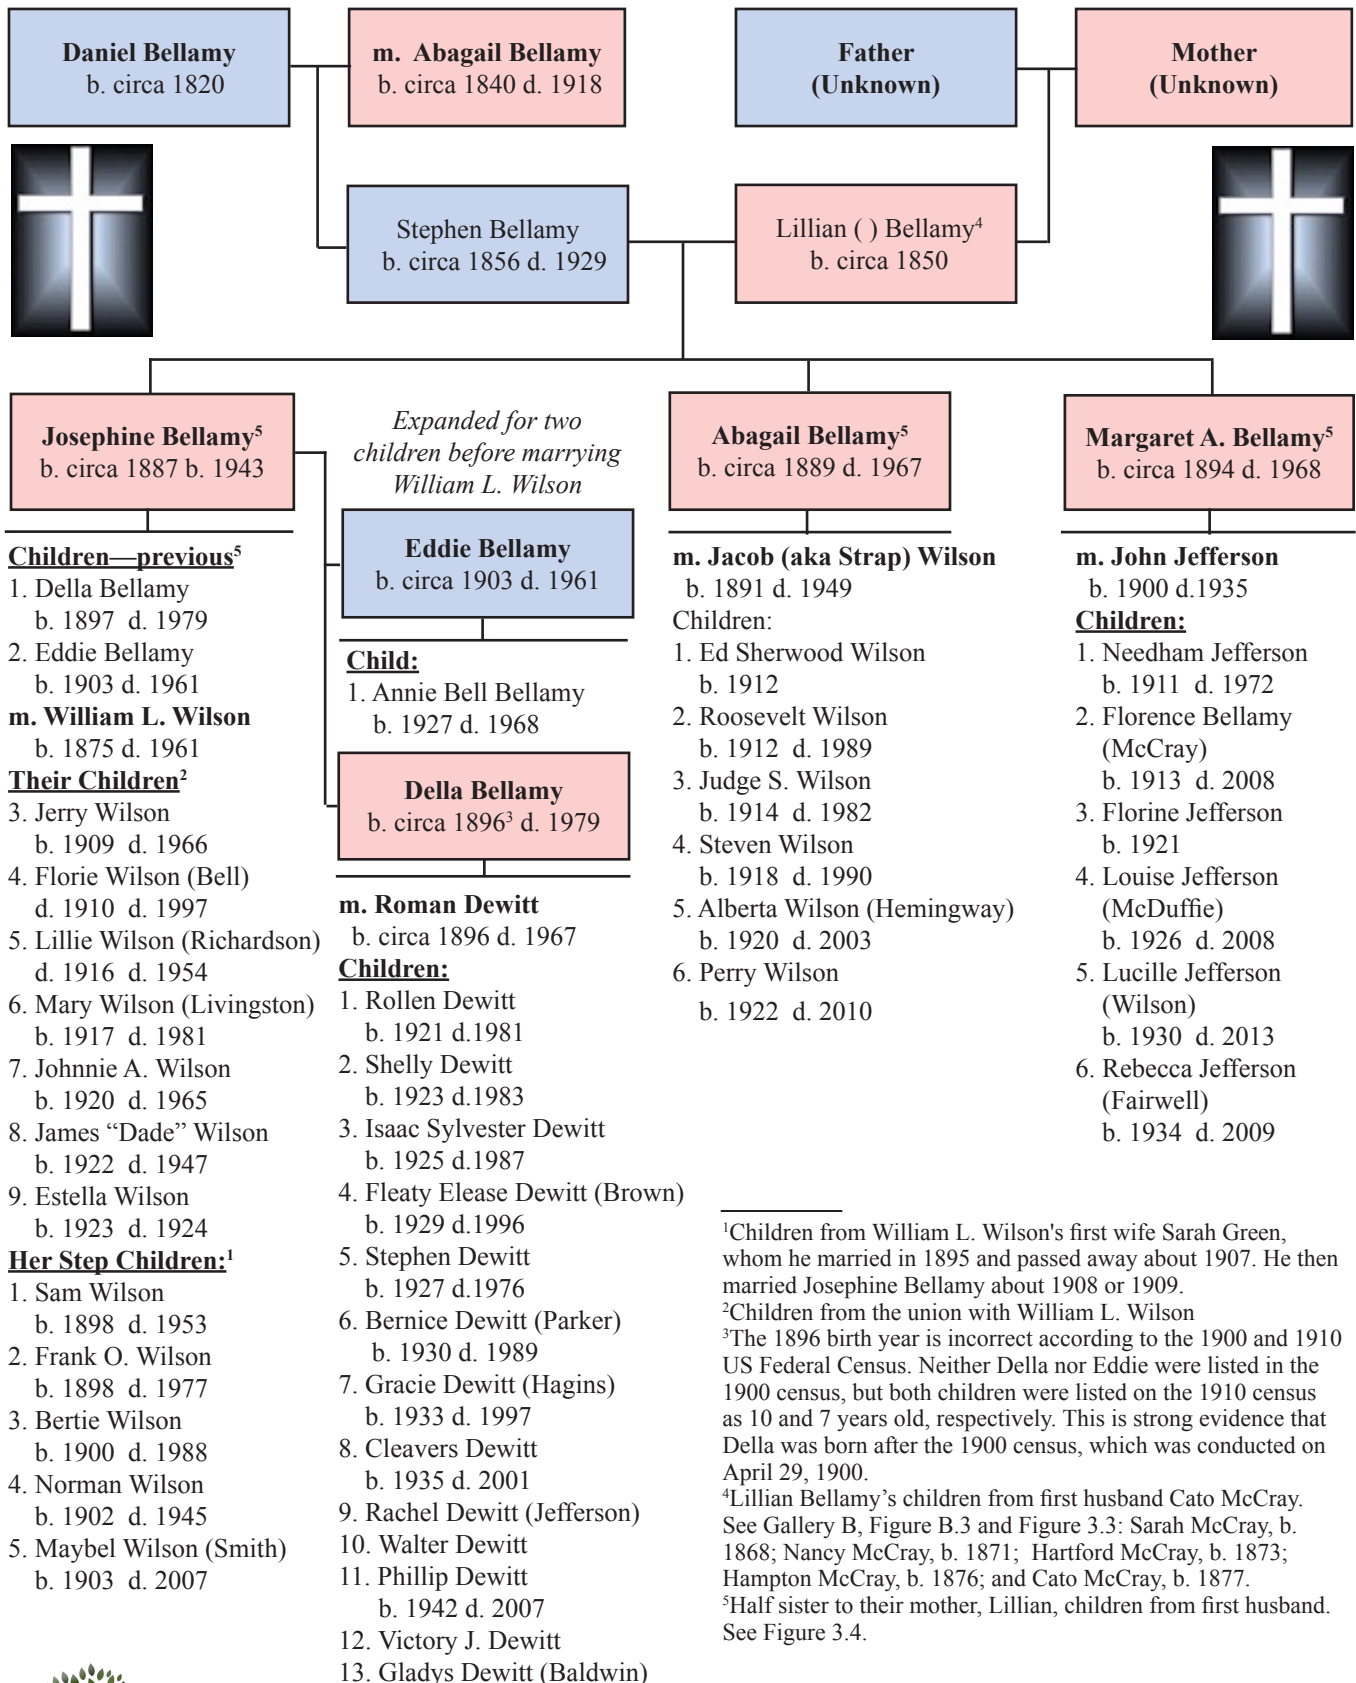 Daniel Bellamy
b. circa 1820
m. Abagail Bellamy
b. circa 1840 d. 1918
Father
(Unknown)
Mother
(Unknown)
Stephen Bellamy
b. circa 1856 d. 1929
Lillian ( ) Bellamy⁴
b. circa 1850
Josephine Bellamy⁵
b. circa 1887 b. 1943
Expanded for two
children before marrying
William L. Wilson
Abagail Bellamy⁵
b. circa 1889 d. 1967
Margaret A. Bellamy⁵
b. circa 1894 d. 1968
Children—previous⁵
1. Della Bellamy
b. 1897 d. 1979
2. Eddie Bellamy
b. 1903 d. 1961
m. William L. Wilson
b. 1875 d. 1961
Their Children²
3. Jerry Wilson
b. 1909 d. 1966
4. Florie Wilson (Bell)
d. 1910 d. 1997
5. Lillie Wilson (Richardson)
d. 1916 d. 1954
6. Mary Wilson (Livingston)
b. 1917 d. 1981
7. Johnnie A. Wilson
b. 1920 d. 1965
8. James “Dade” Wilson
b. 1922 d. 1947
9. Estella Wilson
b. 1923 d. 1924
Her Step Children:¹
1. Sam Wilson
b. 1898 d. 1953
2. Frank O. Wilson
b. 1898 d. 1977
3. Bertie Wilson
b. 1900 d. 1988
4. Norman Wilson
b. 1902 d. 1945
5. Maybel Wilson (Smith)
b. 1903 d. 2007
Eddie Bellamy
b. circa 1903 d. 1961
Child:
1. Annie Bell Bellamy
b. 1927 d. 1968
Della Bellamy
b. circa 1896³ d. 1979
m. Roman Dewitt
b. circa 1896 d. 1967
Children:
1. Rollen Dewitt
b. 1921 d.1981
2. Shelly Dewitt
b. 1923 d.1983
3. Isaac Sylvester Dewitt
b. 1925 d.1987
4. Fleaty Elease Dewitt (Brown)
b. 1929 d.1996
5. Stephen Dewitt
b. 1927 d.1976
6. Bernice Dewitt (Parker)
b. 1930 d. 1989
7. Gracie Dewitt (Hagins)
b. 1933 d. 1997
8. Cleavers Dewitt
b. 1935 d. 2001
9. Rachel Dewitt (Jefferson)
10. Walter Dewitt
11. Phillip Dewitt
b. 1942 d. 2007
12. Victory J. Dewitt
13. Gladys Dewitt (Baldwin)
m. Jacob (aka Strap) Wilson
b. 1891 d. 1949
Children:
1. Ed Sherwood Wilson
b. 1912
2. Roosevelt Wilson
b. 1912 d. 1989
3. Judge S. Wilson
b. 1914 d. 1982
4. Steven Wilson
b. 1918 d. 1990
5. Alberta Wilson (Hemingway)
b. 1920 d. 2003
6. Perry Wilson
b. 1922 d. 2010
m. John Jefferson
b. 1900 d.1935
Children:
1. Needham Jefferson
b. 1911 d. 1972
2. Florence Bellamy
(McCray)
b. 1913 d. 2008
3. Florine Jefferson
b. 1921
4. Louise Jefferson
(McDuffie)
b. 1926 d. 2008
5. Lucille Jefferson
(Wilson)
b. 1930 d. 2013
6. Rebecca Jefferson
(Fairwell)
b. 1934 d. 2009
¹Children from William L. Wilson's first wife Sarah Green,
whom he married in 1895 and passed away about 1907. He then
married Josephine Bellamy about 1908 or 1909.
²Children from the union with William L. Wilson
³The 1896 birth year is incorrect according to the 1900 and 1910
US Federal Census. Neither Della nor Eddie were listed in the
1900 census, but both children were listed on the 1910 census
as 10 and 7 years old, respectively. This is strong evidence that
Della was born after the 1900 census, which was conducted on
April 29, 1900.
⁴Lillian Bellamy’s children from first husband Cato McCray.
See Gallery B, Figure B.3 and Figure 3.3: Sarah McCray, b.
1868; Nancy McCray, b. 1871; Hartford McCray, b. 1873;
Hampton McCray, b. 1876; and Cato McCray, b. 1877.
⁵Half sister to their mother, Lillian, children from first husband.
See Figure 3.4.